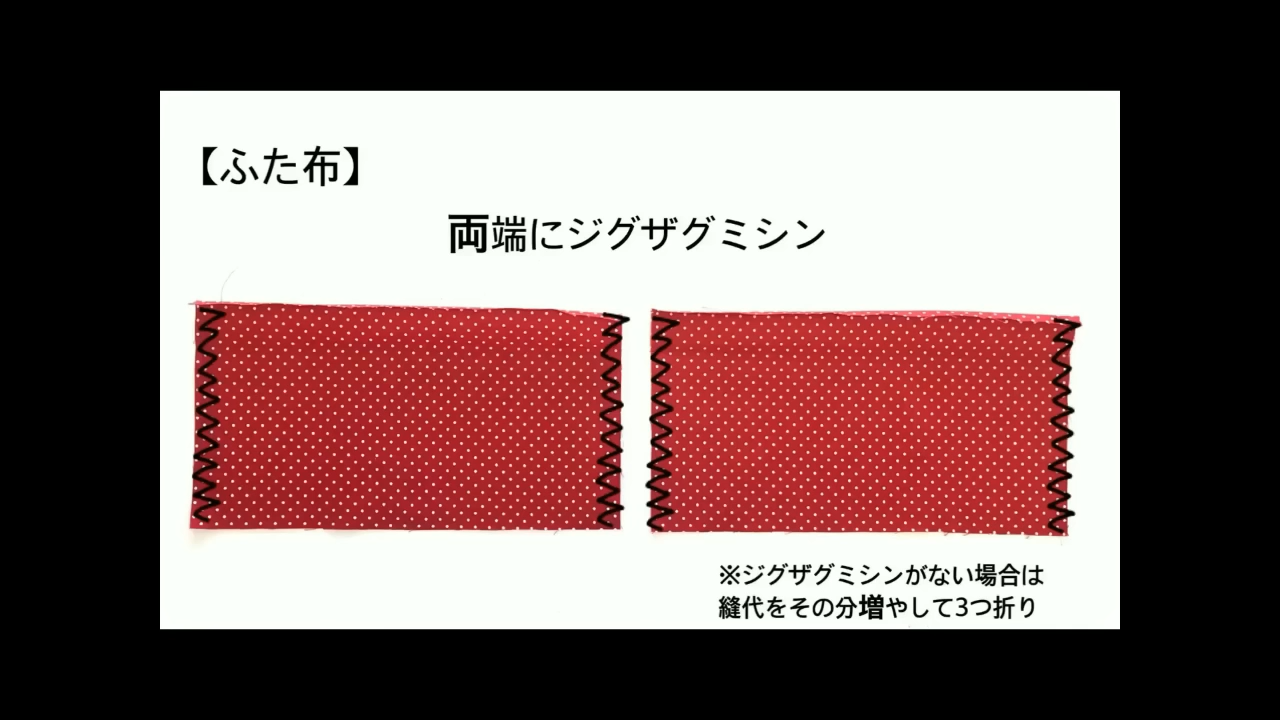 【ふた布】
両端にジグザグミシン
※ジグザグミシンがない場合は
縫代をその分増やして3つ折り